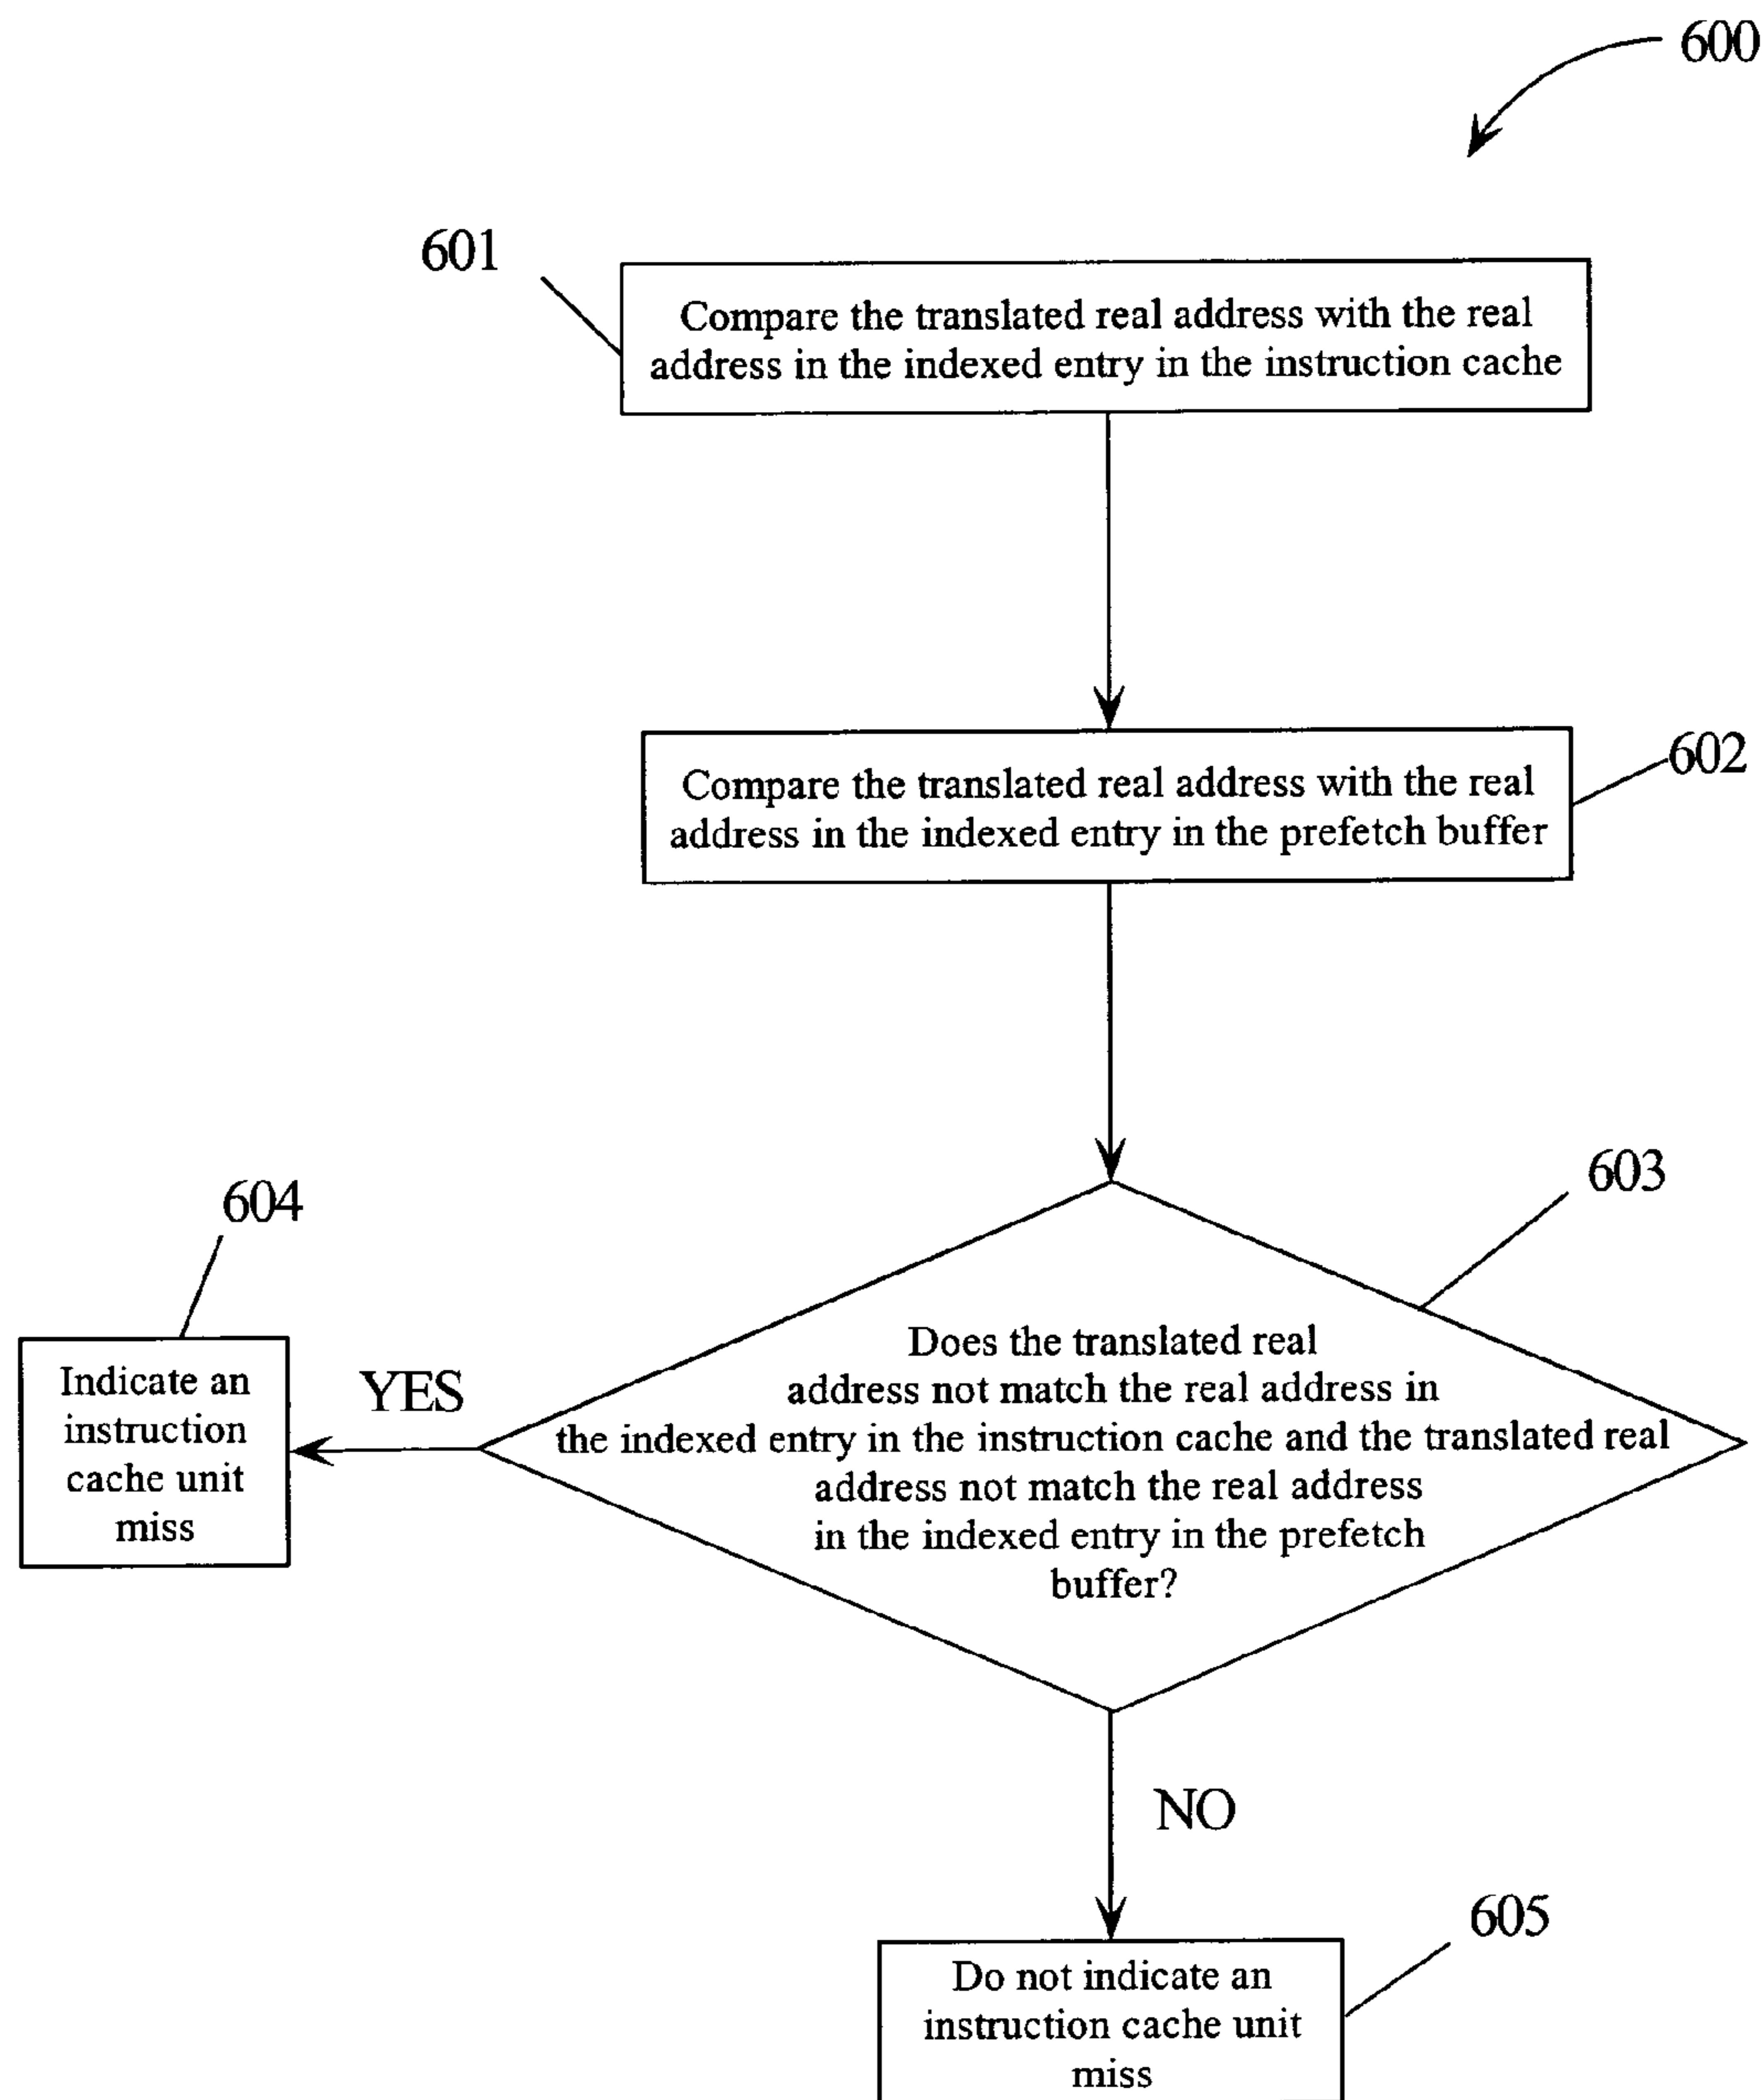 600
601
Compare the translated real address with the real
address in the indexed entry in the instruction cache
602
Compare the translated real address with the real
address in the indexed entry in the prefetch buffer
603
604
Does the translated real
address not match the real address in
the indexed entry in the instruction cache and the translated real
address not match the real address
in the indexed entry in the prefetch
buffer?
YES
Indicate an
instruction
cache unit
miss
NO
605
Do not indicate an
instruction cache unit
miss